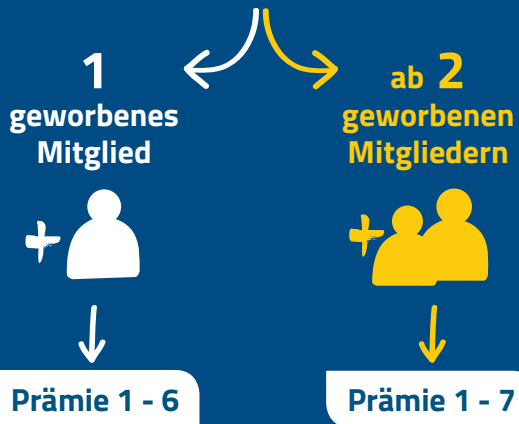 1
geworbenes
Mitglied
ab 2
geworbenen
Mitgliedern
Prämie 1 - 6
Prämie 1 - 7